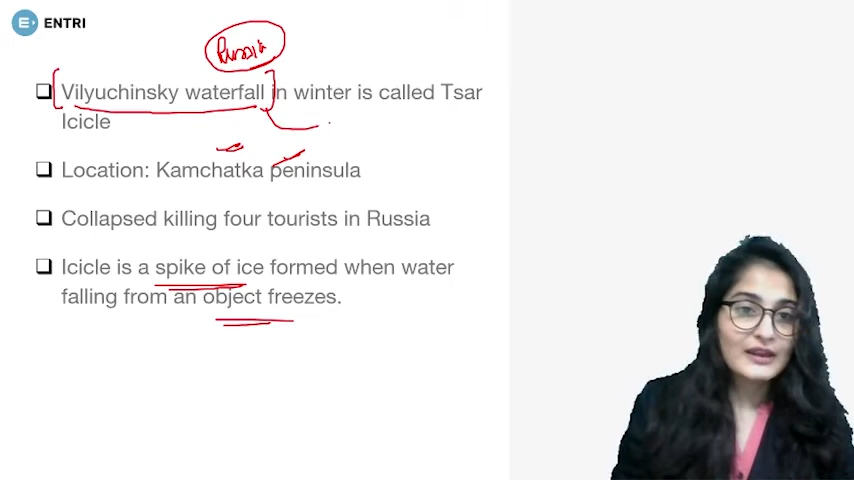 ENTRI
Russia
Vilyuchinsky waterfall in winter is called Tsar
Icicle
Location: Kamchatka peninsula
Collapsed killing four tourists in Russia
Icicle is a spike of ice formed when water
falling from an object freezes.